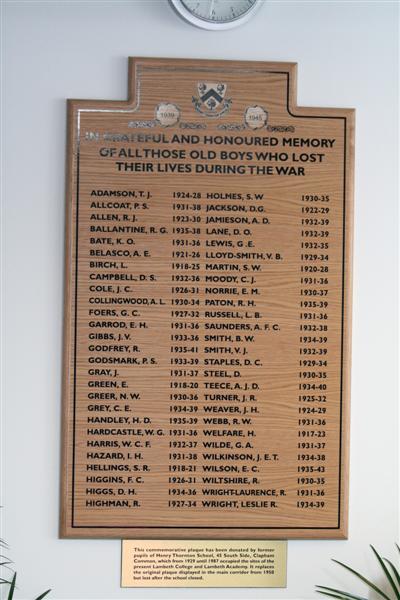 1939 1945
IN GRATEFUL AND HONOURED MEMORY
OF ALL THOSE OLD BOYS WHO LOST
THEIR LIVES DURING THE WAR
ADAMSON, T. J. 1924-28 HOLMES, S.W 1930-35
ALLCOAT, P. S. 1931-38 JACKSON, D.G. 1922-29
ALLEN, R. J. 1923-30 JAMIESON, A. D. 1932-39
BALLANTINE, R. G. 1935-38 LANE, D. O. 1932-39
BATE, K. O. 1931-36 LEWIS, G .E. 1932-35
BELASCO, A. E. 1921-26 LLOYD-SMITH, V. B. 1929-34
BIRCH, L. 1918-25 MARTIN, S. W. 1920-28
CAMPBELL, D. S. 1932-36 MOODY, C. J. 1931-36
COLE, J. C. 1926-31 NORRIE, E. M. 1930-37
COLLINGWOOD, A. L. 1930-34 PATON, R. H. 1935-39
FOERS, G. C. 1927-32 RUSSELL, L. B. 1931-36
GARROD, E. H. 1931-36 SAUNDERS, A. F. C. 1932-38
GIBBS, J. V. 1933-36 SMITH, B. W. 1934-39
GODFREY, R. 1935-41 SMITH, V. J. 1932-39
GODSMARK, P. S. 1933-39 STAPLES, D. C. 1929-34
GRAY, J. 1931-37 STEEL, D. 1930-35
GREEN, E. 1918-20 TEECE, A. J. D. 1934-40
GREER, N. W. 1930-36 TURNER, J. R. 1925-32
GREY, C. E. 1934-39 WEAVER, J. H. 1924-29
HANDLEY, H. D. 1935-39 WEBB, R. W. 1931-36
HARDCASTLE, W. G. 1931-36 WELFARE, H. 1917-23
HARRIS, W. C. F. 1932-37 WILDE, G. A. 1931-37
HAZARD, I. H. 1931-38 WILKINSON, J. E. T. 1934-38
HELLINGS, S. R. 1918-21 WILSON, E. C. 1935-43
HIGGINS, F. C. 1926-31 WILTSHIRE, R. 1930-35
HIGGS, D. H. 1934-36 WRIGHT-LAURENCE, R. 1931-36
HIGHMAN, R. 1927-34 WRIGHT, LESLIE R. 1934-39
This commemorative plaque has been donated by former
pupils of Henry Thornton School, 45 South Side, Clapham
Common, which from 1929 until 1987 occupied the sites of the
present Lambeth College and Lambeth Academy. It replaces
the original plaque displayed in the main corridor from 1950
but lost after the school closed.